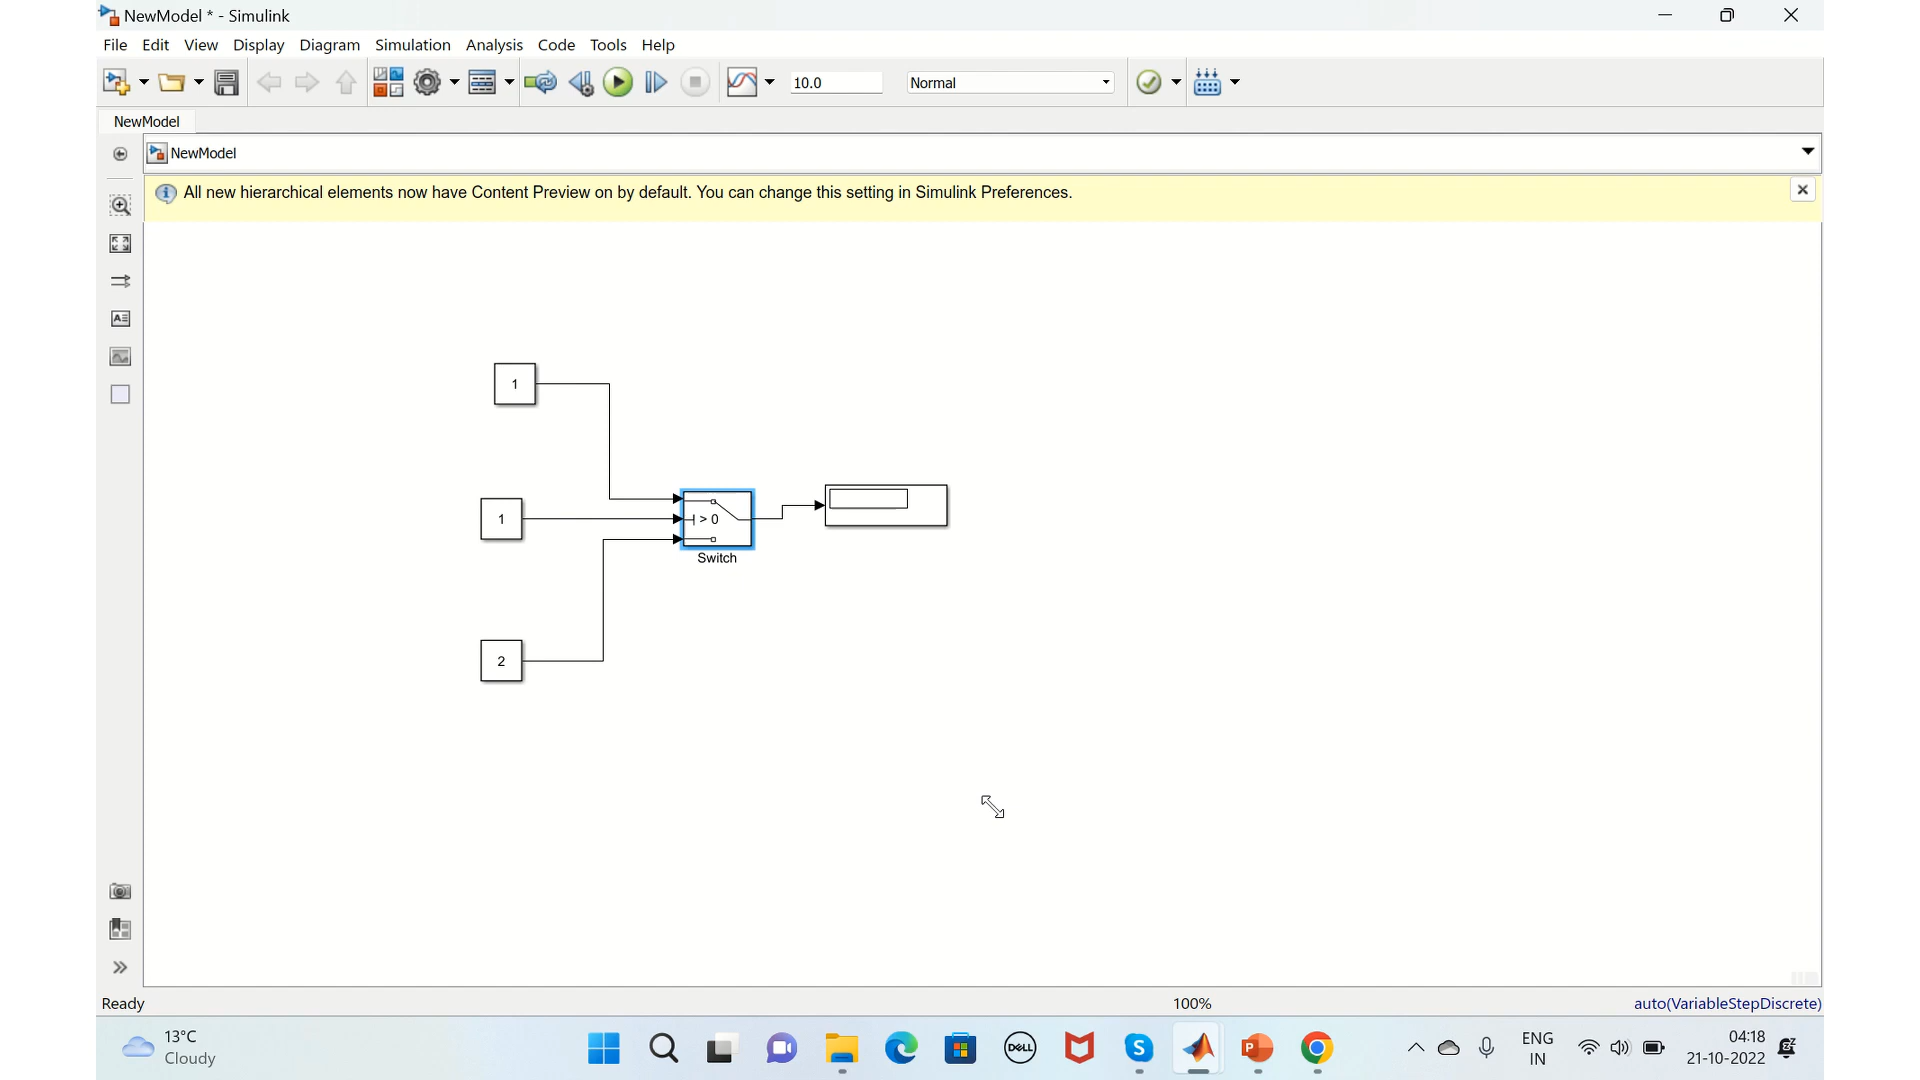 NewModel * - Simulink
File Edit View Display Diagram Simulation Analysis Code Tools Help
10.0 Normal
NewModel
NewModel
All new hierarchical elements now have Content Preview on by default. You can change this setting in Simulink Preferences.
1
1 > 0
Switch
2
Ready 100% auto(VariableStepDiscrete)
13°C
Cloudy
DELL
ENG
IN
04:18
21-10-2022